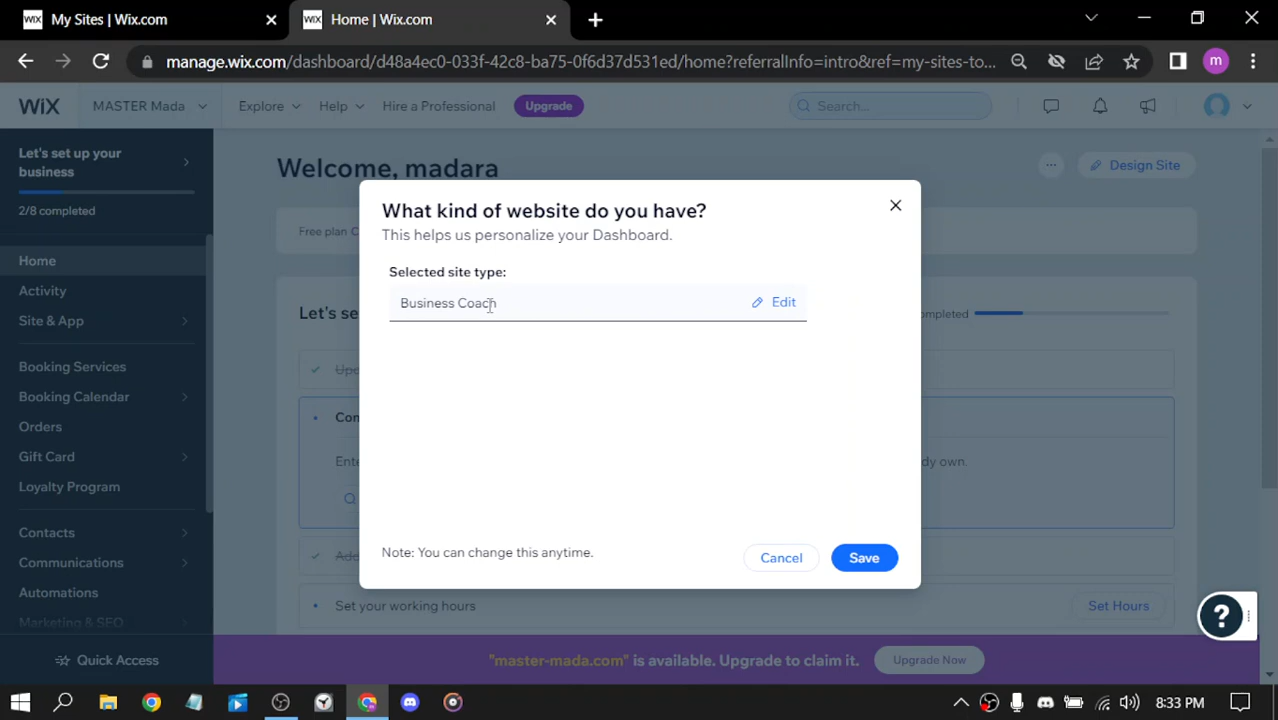 WIX My Sites | Wix.com
WIX Home | Wix.com
manage.wix.com/dashboard/d48a4ec0-033f-42c8-ba75-0f6d37d531ed/home?referralInfo=intro&ref=my-sites-to...
m
WIX
MASTER Mada
Explore
Help
Hire a Professional
Upgrade
Search...
Let's set up your
business
2/8 completed
Home
Activity
Site & App
Booking Services
Booking Calendar
Orders
Gift Card
Loyalty Program
Contacts
Communications
Automations
Marketing & SEO
Quick Access
Welcome, madara
Design Site
Free plan C
Let's se
ompleted
Upd
Con
Ente
dy own.
Add
Set your working hours
Set Hours
What kind of website do you have?
This helps us personalize your Dashboard.
Selected site type:
Business Coach
Edit
Note: You can change this anytime.
Cancel
Save
?
"master-mada.com" is available. Upgrade to claim it.
Upgrade Now
8:33 PM